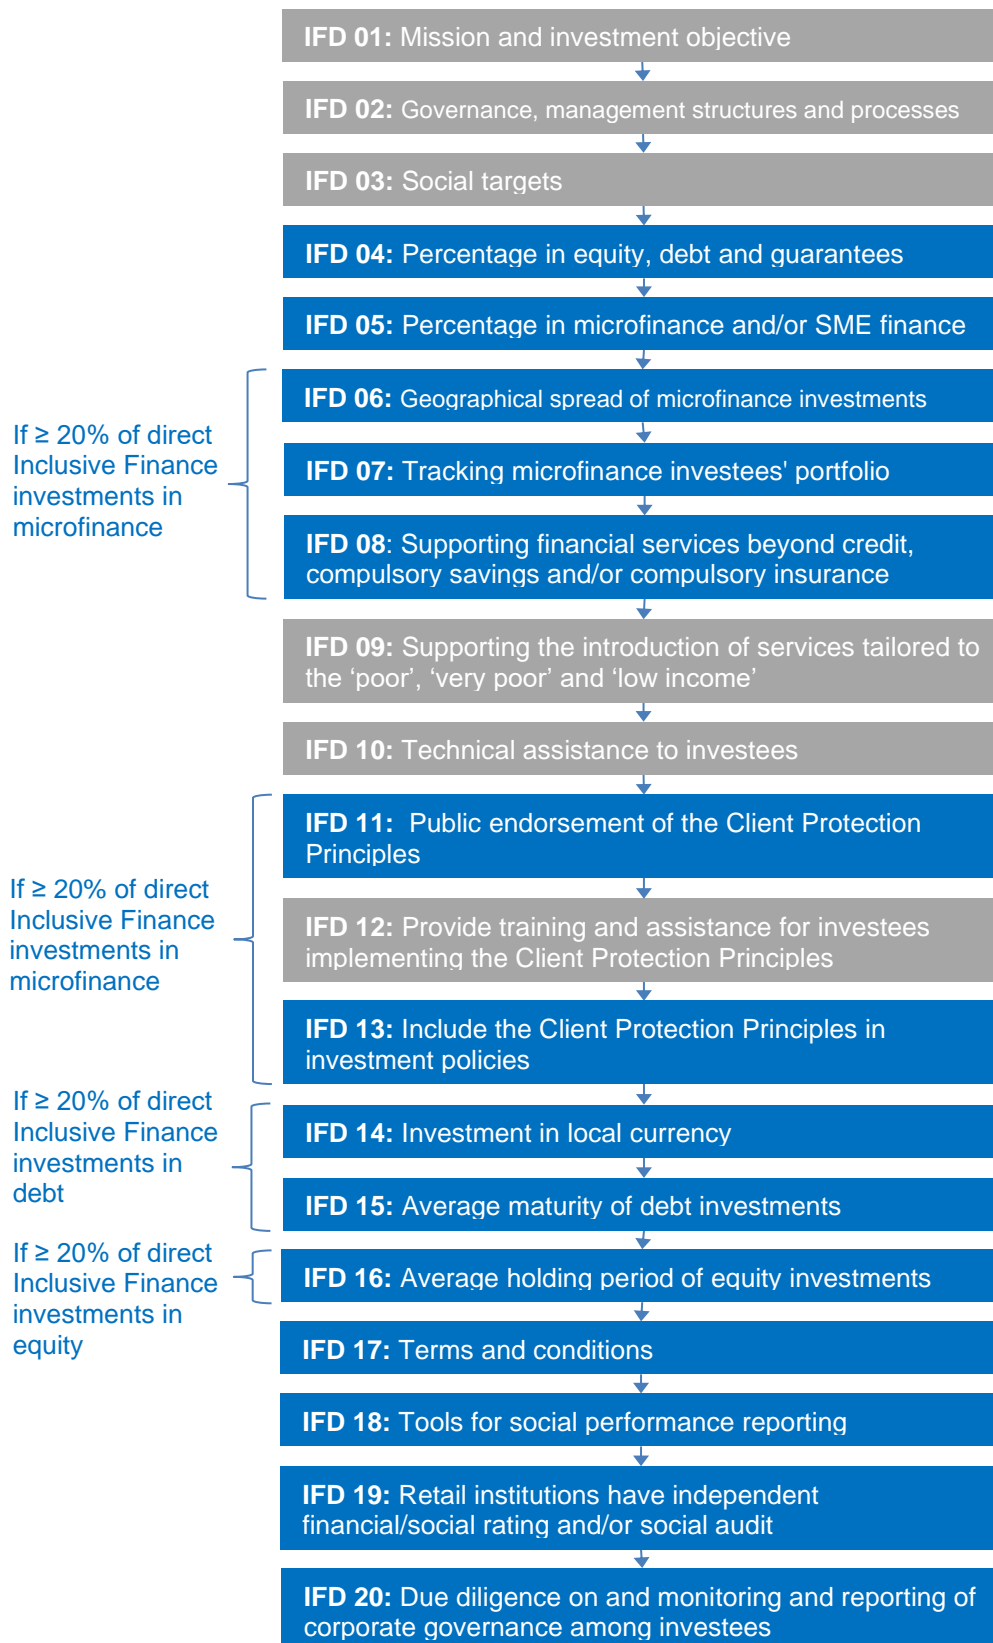 IFD 01: Mission and investment objective
IFD 02: Governance, management structures and processes
IFD 03: Social targets
IFD 04: Percentage in equity, debt and guarantees
IFD 05: Percentage in microfinance and/or SME finance
If ≥ 20% of direct
Inclusive Finance
investments in
microfinance
IFD 06: Geographical spread of microfinance investments
IFD 07: Tracking microfinance investees' portfolio
IFD 08: Supporting financial services beyond credit,
compulsory savings and/or compulsory insurance
IFD 09: Supporting the introduction of services tailored to
the ‘poor’, ‘very poor’ and ‘low income’
IFD 10: Technical assistance to investees
If ≥ 20% of direct
Inclusive Finance
investments in
microfinance
IFD 11: Public endorsement of the Client Protection
Principles
IFD 12: Provide training and assistance for investees
implementing the Client Protection Principles
IFD 13: Include the Client Protection Principles in
investment policies
If ≥ 20% of direct
Inclusive Finance
investments in
debt
IFD 14: Investment in local currency
IFD 15: Average maturity of debt investments
If ≥ 20% of direct
Inclusive Finance
investments in
equity
IFD 16: Average holding period of equity investments
IFD 17: Terms and conditions
IFD 18: Tools for social performance reporting
IFD 19: Retail institutions have independent
financial/social rating and/or social audit
IFD 20: Due diligence on and monitoring and reporting of
corporate governance among investees